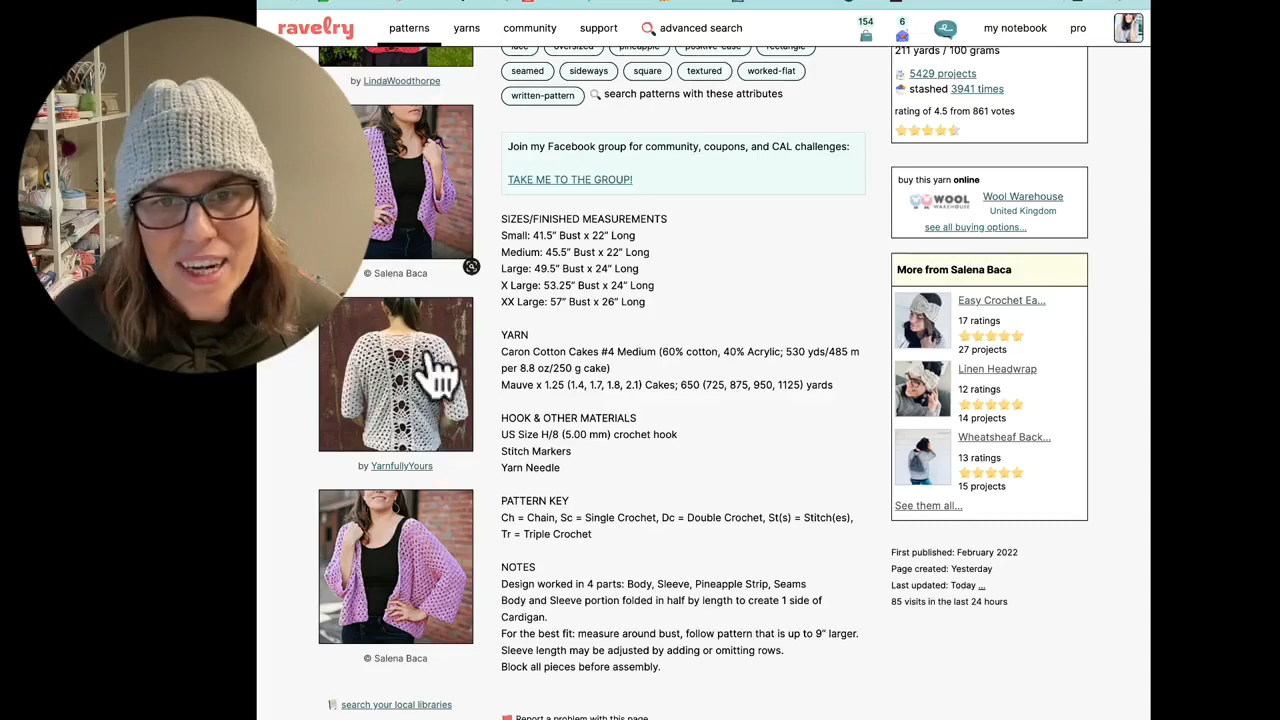 ravelry
patterns
yarns
community
support
advanced search
154
6
my notebook
pro
lace
oversized
pineapple
positive-ease
rectangle
seamed
sideways
square
textured
worked-flat
written-pattern
search patterns with these attributes
by LindaWoodthorpe
© Salena Baca
by YarnfullyYours
© Salena Baca
search your local libraries
Join my Facebook group for community, coupons, and CAL challenges:
TAKE ME TO THE GROUP!
SIZES/FINISHED MEASUREMENTS
Small: 41.5” Bust x 22” Long
Medium: 45.5” Bust x 22” Long
Large: 49.5” Bust x 24” Long
X Large: 53.25” Bust x 24” Long
XX Large: 57” Bust x 26” Long
YARN
Caron Cotton Cakes #4 Medium (60% cotton, 40% Acrylic; 530 yds/485 m
per 8.8 oz/250 g cake)
Mauve x 1.25 (1.4, 1.7, 1.8, 2.1) Cakes; 650 (725, 875, 950, 1125) yards
HOOK & OTHER MATERIALS
US Size H/8 (5.00 mm) crochet hook
Stitch Markers
Yarn Needle
PATTERN KEY
Ch = Chain, Sc = Single Crochet, Dc = Double Crochet, St(s) = Stitch(es),
Tr = Triple Crochet
NOTES
Design worked in 4 parts: Body, Sleeve, Pineapple Strip, Seams
Body and Sleeve portion folded in half by length to create 1 side of
Cardigan.
For the best fit: measure around bust, follow pattern that is up to 9” larger.
Sleeve length may be adjusted by adding or omitting rows.
Block all pieces before assembly.
Report a problem with this page
211 yards / 100 grams
5429 projects
stashed 3941 times
rating of 4.5 from 861 votes
buy this yarn online
WOOL
WAREHOUSE
Wool Warehouse
United Kingdom
see all buying options...
More from Salena Baca
Easy Crochet Ea...
17 ratings
27 projects
Linen Headwrap
12 ratings
14 projects
Wheatsheaf Back...
13 ratings
15 projects
See them all...
First published: February 2022
Page created: Yesterday
Last updated: Today ...
85 visits in the last 24 hours